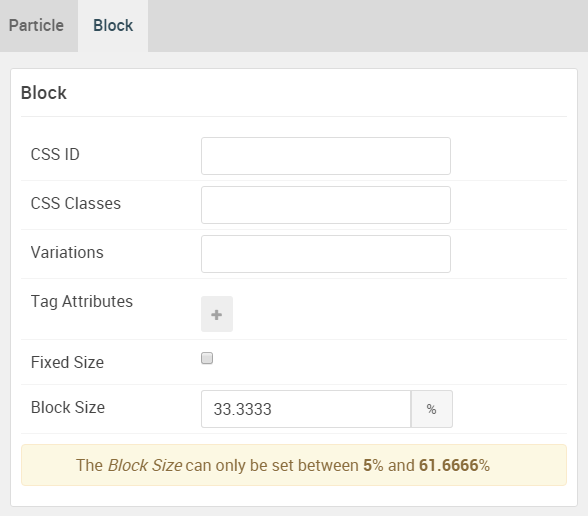 Particle Block
Block
CSS ID
CSS Classes
Variations
Tag Attributes
+
Fixed Size
Block Size 33.3333 %
The Block Size can only be set between 5% and 61.6666%